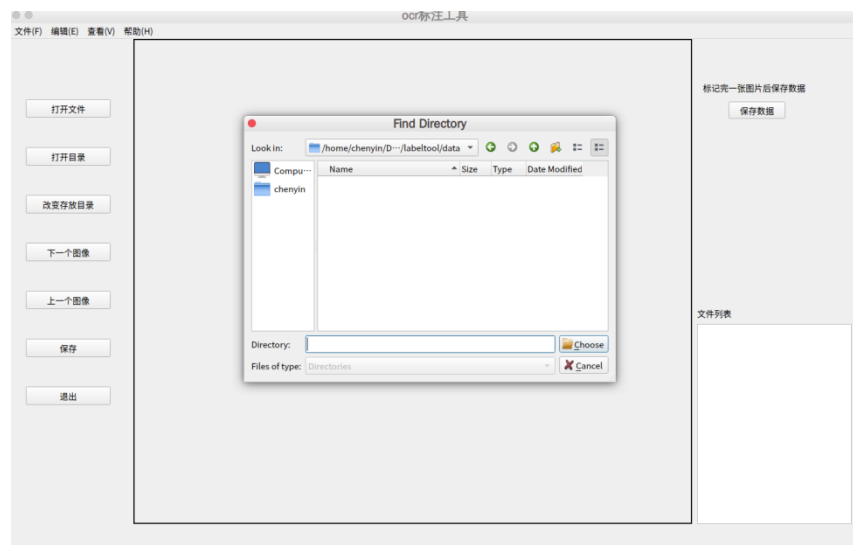 ocr标注工具
文件(F) 编辑(E) 查看(V) 帮助(H)
打开文件
打开目录
改变存放目录
下一个图像
上一个图像
保存
退出
Find Directory
Look in: /home/chenyin/D···/labeltool/data
Compu···
chenyin
Name Size Type Date Modified
Directory: Choose
Files of type: Directories Cancel
标记完一张图片后保存数据
保存数据
文件列表